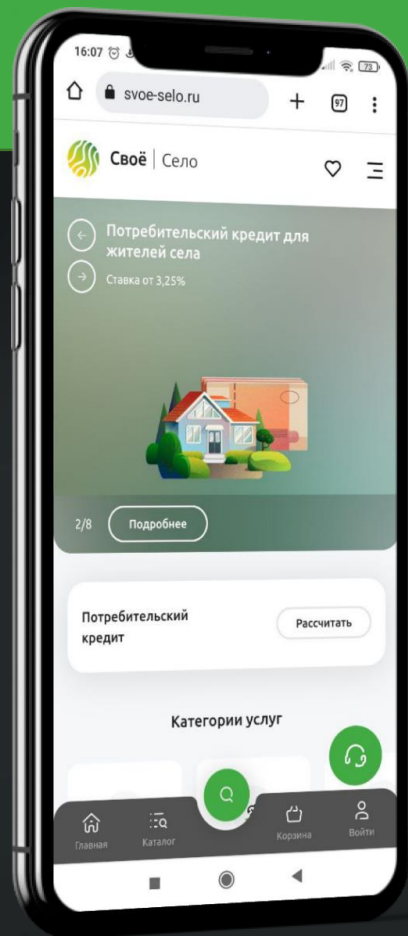 16:07
73
svoe-selo.ru
97
Своё | Село
Потребительский кредит для
жителей села
Ставка от 3,25%
2/8
Подробнее
Потребительский
кредит
Рассчитать
Категории услуг
Главная
Каталог
Корзина
Войти